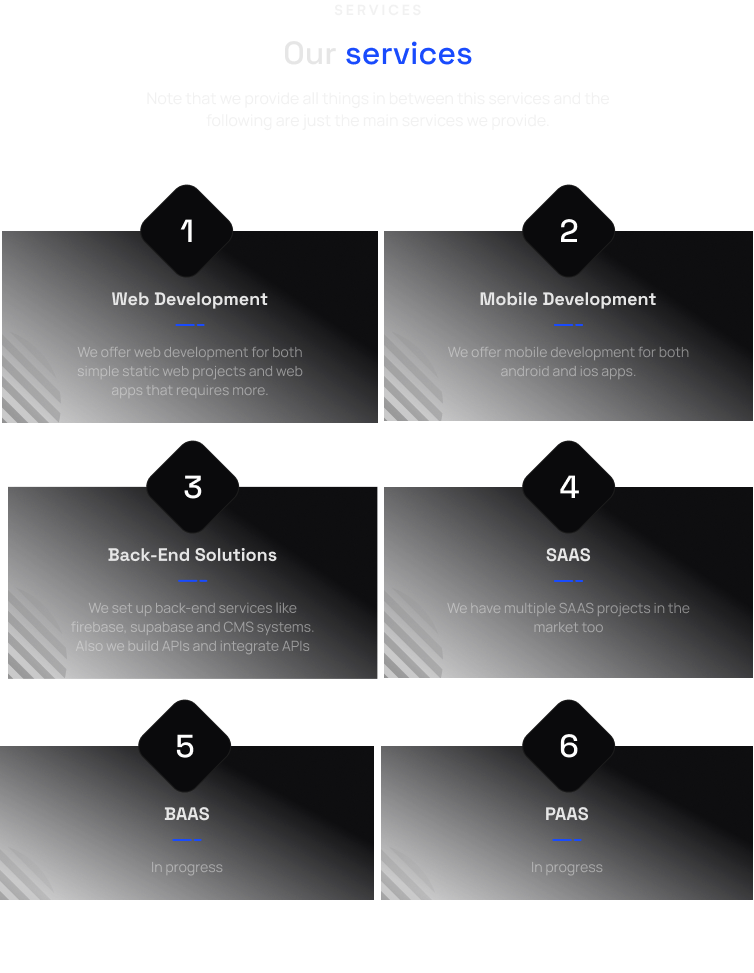 SERVICES
Our services
Note that we provide all things in between this services and the
following are just the main services we provide.
1
Web Development
We offer web development for both
simple static web projects and web
apps that requires more.
2
Mobile Development
We offer mobile development for both
android and ios apps.
3
Back-End Solutions
We set up back-end services like
firebase, supabase and CMS systems.
Also we build APIs and integrate APIs
4
SAAS
We have multiple SAAS projects in the
market too
5
BAAS
In progress
6
PAAS
In progress